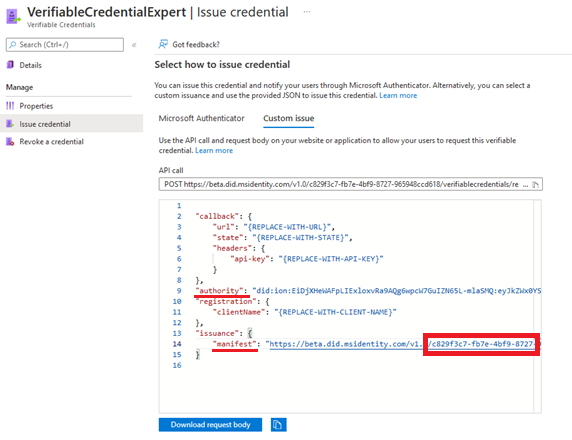 VerifiableCredentialExpert | Issue credential ...
Verifiable Credentials
Search (Ctrl+/)
«
Details
Manage
Properties
Issue credential
Revoke a credential
Got feedback?
Select how to issue credential
You can issue this credential and notify your users through Microsoft Authenticator. Alternatively, you can select a
custom issuance and use the provided JSON to issue this credential. Learn more
Microsoft Authenticator Custom issue
Use the API call and request body on your website or application to allow your users to request this verifiable
credential. Learn more
API call
POST https://beta.did.msidentity.com/v1.0/c829f3c7-fb7e-4bf9-8727-965948ccd618/verifiablecredentials/re ...
1
2 "callback": {
3 "url": "{REPLACE-WITH-URL}",
4 "state": "{REPLACE-WITH-STATE}",
5 "headers": {
6 "api-key": "{REPLACE-WITH-API-KEY}"
7 }
8 },
9 "authority": "did:ion:EiDjXHeWAFpLIExloxvRa9AQg6wpcW7GuIZN65L-mlaSMQ:eyJkZWx0YS
10 "registration": {
11 "clientName": "{REPLACE-WITH-CLIENT-NAME}"
12 },
13 "issuance": {
14 "manifest": "https://beta.did.msidentity.com/v1.0/c829f3c7-fb7e-4bf9-8727-
15 }
16
Download request body